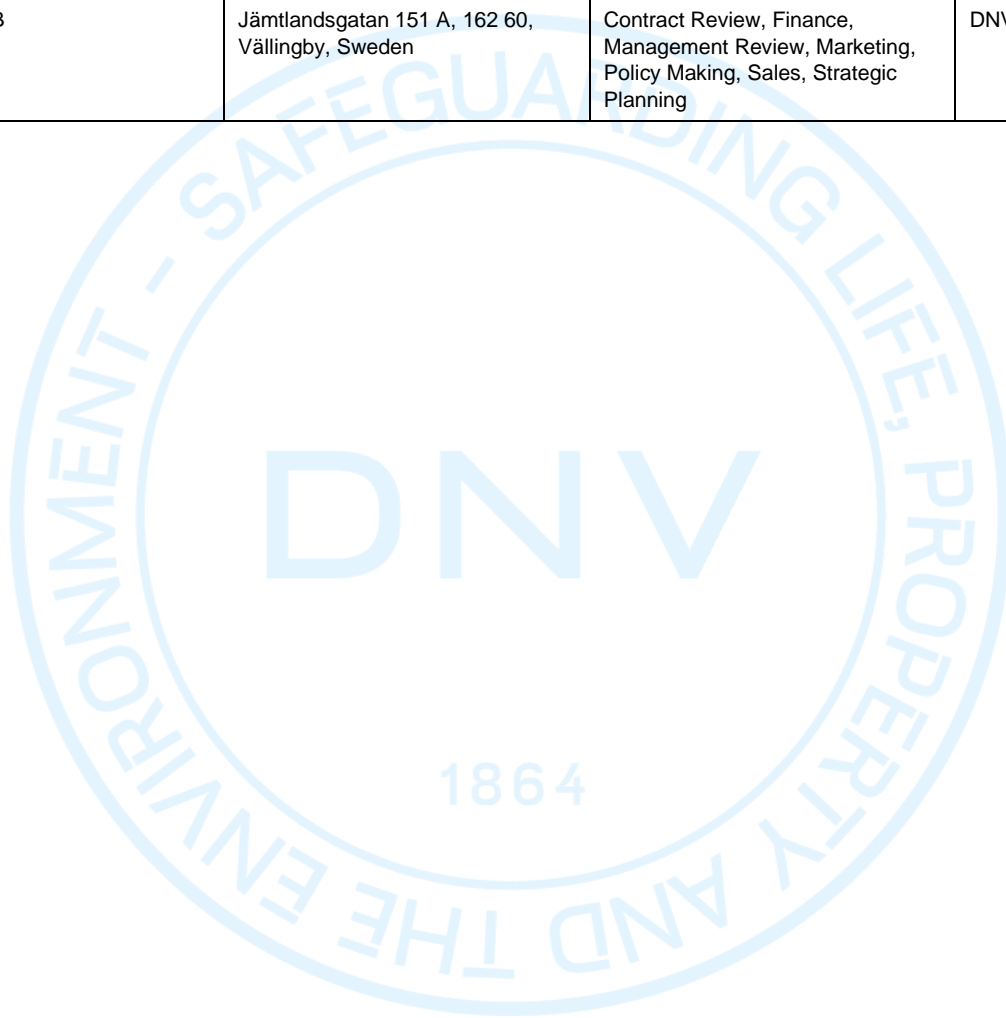 Jämtlandsgatan 151 A, 162 60,
Vällingby, Sweden
Contract Review, Finance,
Management Review, Marketing,
Policy Making, Sales, Strategic
Planning
DNV
SAFEGUARDING LIFE, PROPERTY AND THE ENVIRONMENT -
DNV
1864